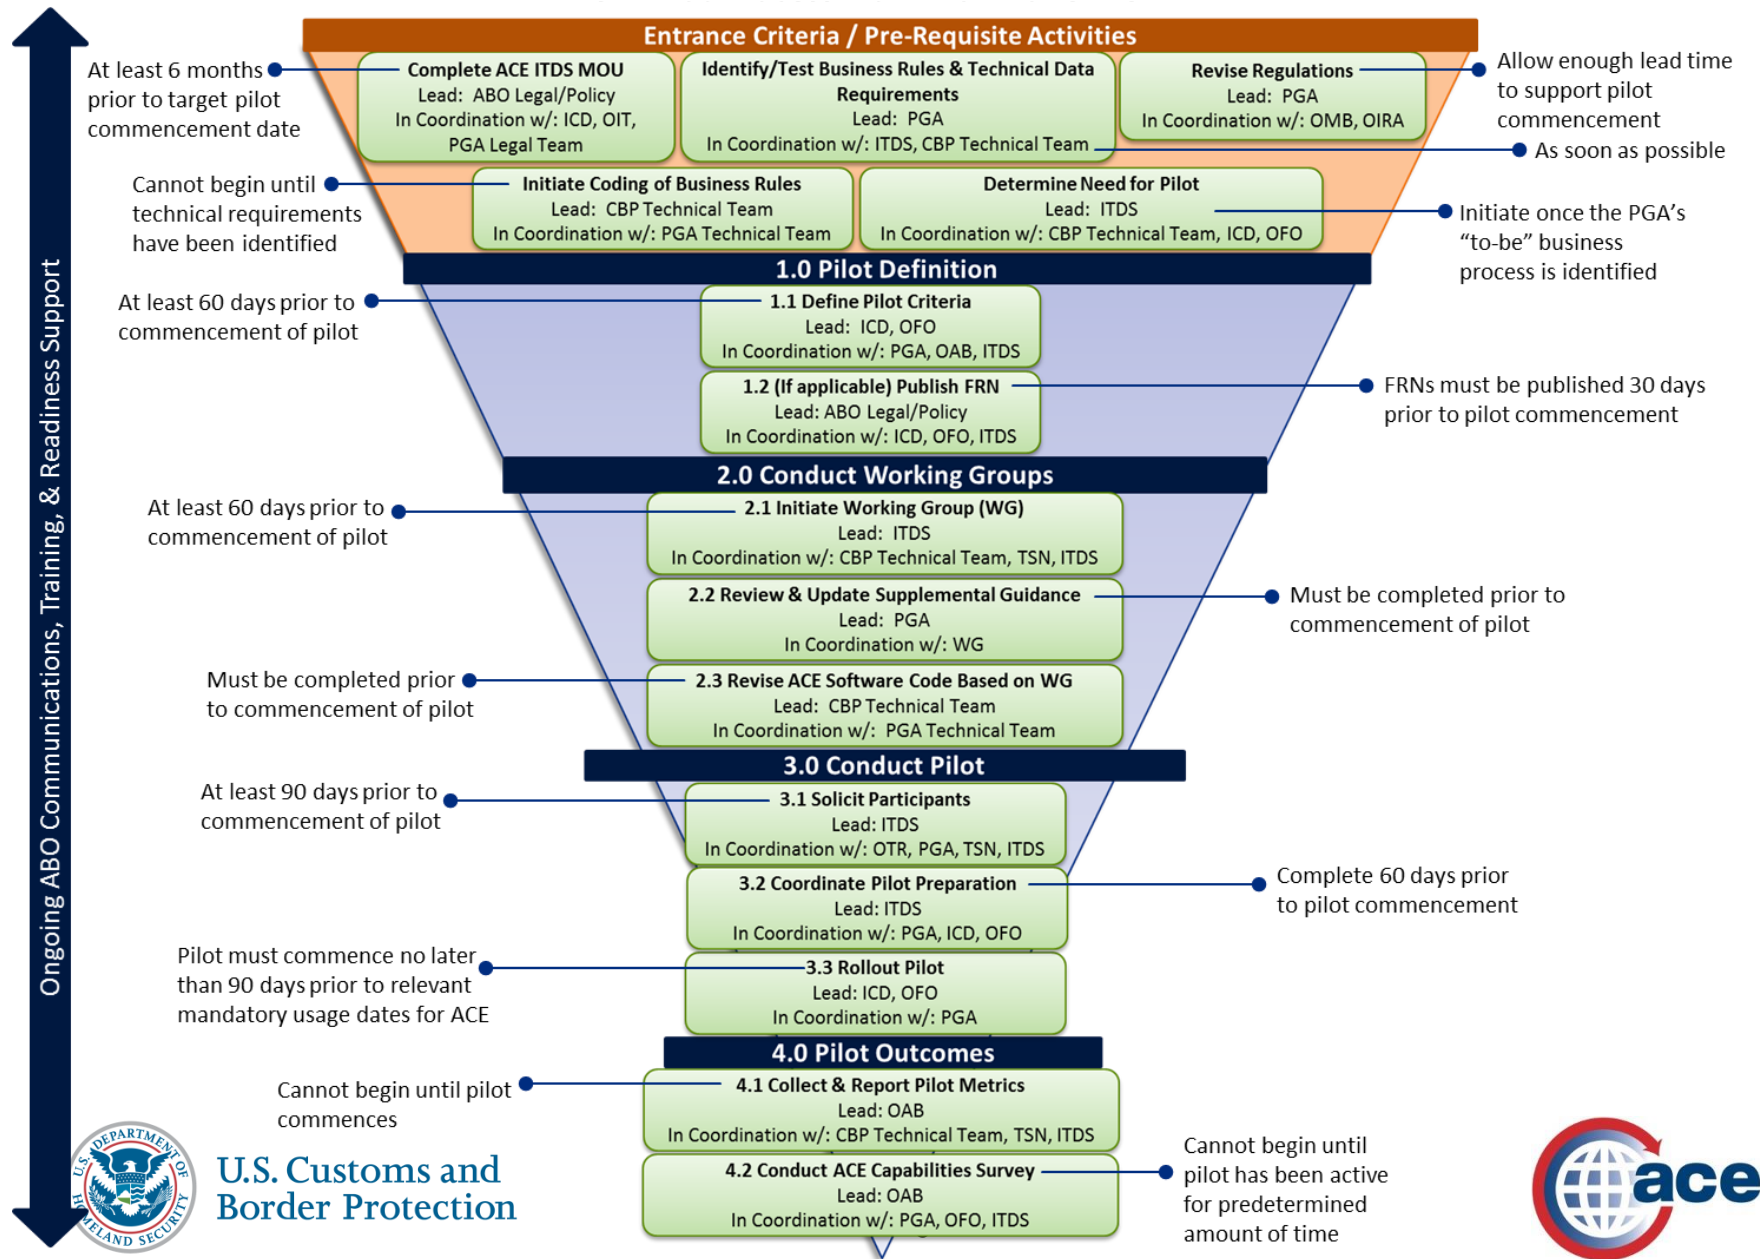 Entrance Criteria / Pre-Requisite Activities
At least 6 months
prior to target pilot
commencement date
Complete ACE ITDS MOU
Lead: ABO Legal/Policy
In Coordination w/: ICD, OIT,
PGA Legal Team
Identify/Test Business Rules & Technical Data
Requirements
Lead: PGA
In Coordination w/: ITDS, CBP Technical Team
Revise Regulations
Lead: PGA
In Coordination w/: OMB, OIRA
Allow enough lead time
to support pilot
commencement
As soon as possible
Cannot begin until
technical requirements
have been identified
Initiate Coding of Business Rules
Lead: CBP Technical Team
In Coordination w/: PGA Technical Team
Determine Need for Pilot
Lead: ITDS
In Coordination w/: CBP Technical Team, ICD, OFO
Initiate once the PGA’s
“to-be” business
process is identified
1.0 Pilot Definition
At least 60 days prior to
commencement of pilot
1.1 Define Pilot Criteria
Lead: ICD, OFO
In Coordination w/: PGA, OAB, ITDS
1.2 (If applicable) Publish FRN
Lead: ABO Legal/Policy
In Coordination w/: ICD, OFO, ITDS
FRNs must be published 30 days
prior to pilot commencement
2.0 Conduct Working Groups
At least 60 days prior to
commencement of pilot
2.1 Initiate Working Group (WG)
Lead: ITDS
In Coordination w/: CBP Technical Team, TSN, ITDS
2.2 Review & Update Supplemental Guidance
Lead: PGA
In Coordination w/: WG
Must be completed prior to
commencement of pilot
Must be completed prior
to commencement of pilot
2.3 Revise ACE Software Code Based on WG
Lead: CBP Technical Team
In Coordination w/: PGA Technical Team
3.0 Conduct Pilot
At least 90 days prior to
commencement of pilot
3.1 Solicit Participants
Lead: ITDS
In Coordination w/: OTR, PGA, TSN, ITDS
3.2 Coordinate Pilot Preparation
Lead: ITDS
In Coordination w/: PGA, ICD, OFO
Complete 60 days prior
to pilot commencement
Pilot must commence no later
than 90 days prior to relevant
mandatory usage dates for ACE
3.3 Rollout Pilot
Lead: ICD, OFO
In Coordination w/: PGA
4.0 Pilot Outcomes
Cannot begin until pilot
commences
4.1 Collect & Report Pilot Metrics
Lead: OAB
In Coordination w/: CBP Technical Team, TSN, ITDS
4.2 Conduct ACE Capabilities Survey
Lead: OAB
In Coordination w/: PGA, OFO, ITDS
Cannot begin until
pilot has been active
for predetermined
amount of time
Ongoing ABO Communications, Training, & Readiness Support
U.S. DEPARTMENT OF
HOMELAND SECURITY
U.S. Customs and
Border Protection
ace